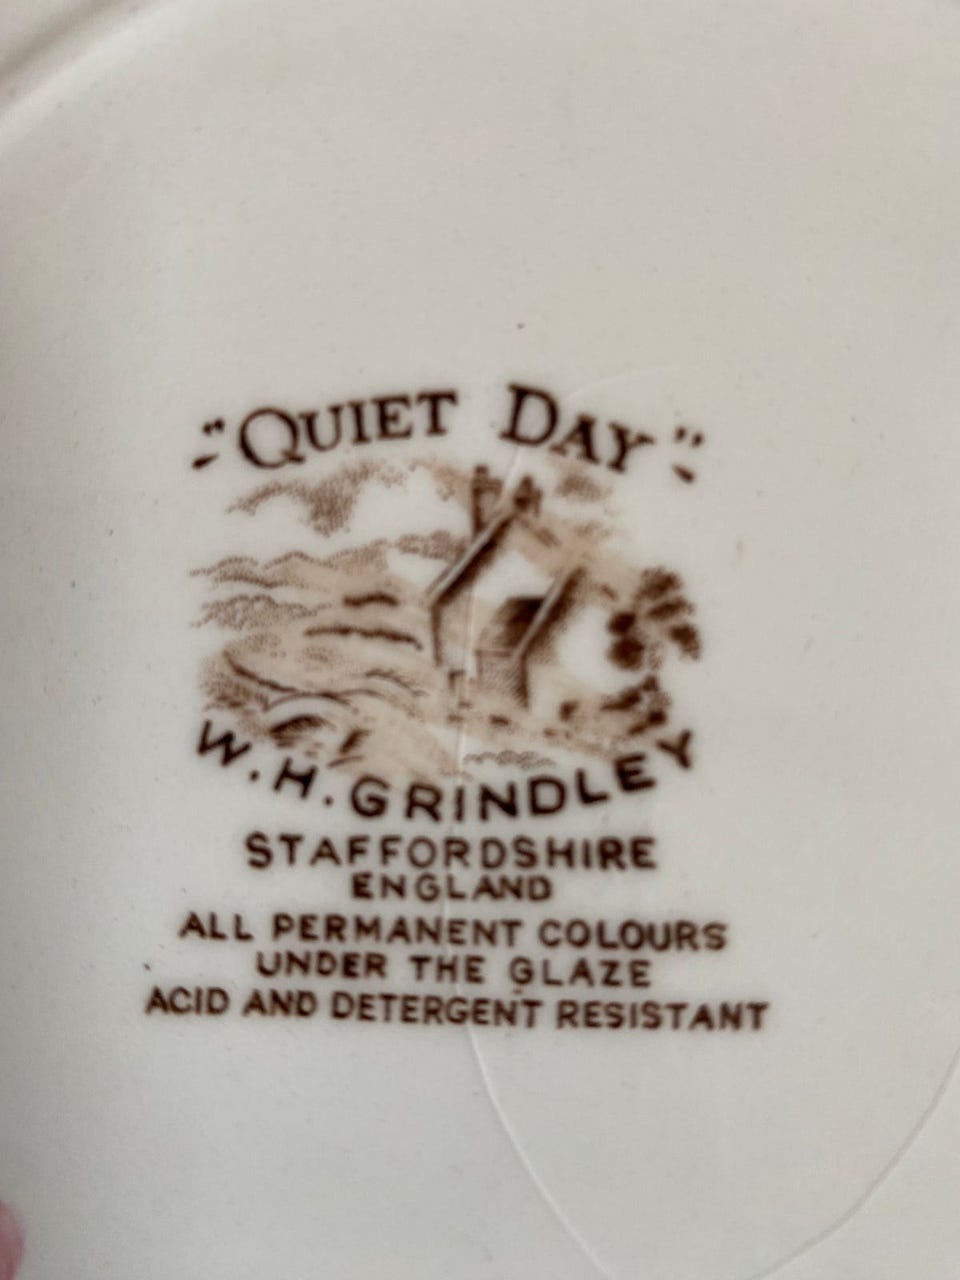 "QUIET DAY"
W.H.GRINDLEY
STAFFORDSHIRE
ENGLAND
ALL PERMANENT COLOURS
UNDER THE GLAZE
ACID AND DETERGENT RESISTANT